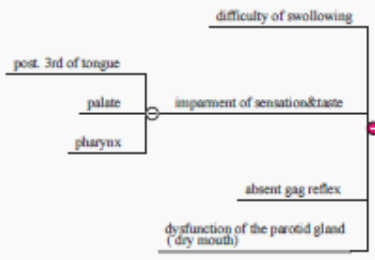 difficulty of swollowing
post. 3rd of tongue
palate
imparment of sensation&taste
pharynx
absent gag reflex
dysfunction of the parotid gland
( dry mouth)